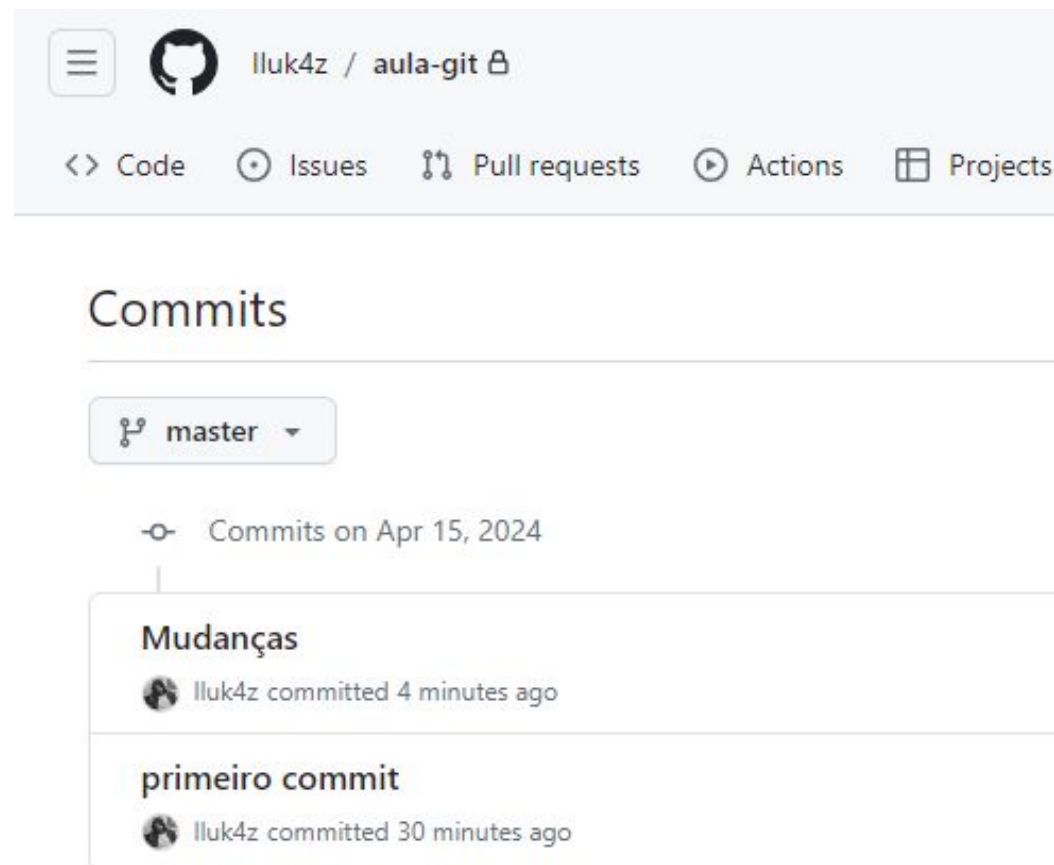 lluk4z / aula-git
Code Issues Pull requests Actions Projects
Commits
master
Commits on Apr 15, 2024
Mudanças
lluk4z committed 4 minutes ago
primeiro commit
lluk4z committed 30 minutes ago